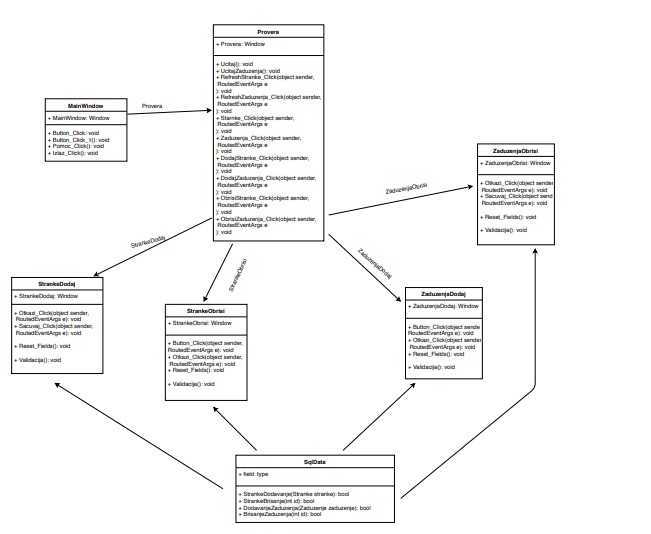 Provera
+ Provera: Window
+ Ucitaj(): void
+ UcitajZaduzenja(): void
+ RefreshStranke_Click(object sender,
RoutedEventArgs e
): void
+ RefreshZaduzenja_Click(object sender,
RoutedEventArgs e
): void
+ Starnke_Click(object sender,
RoutedEventArgs e
): void
+ Zaduzenja_Click(object sender,
RoutedEventArgs e
): void
+ DodajStranke_Click(object sender,
RoutedEventArgs e
): void
+ DodajZaduzenja_Click(object sender,
RoutedEventArgs e
): void
+ ObrisiStranke_Click(object sender,
RoutedEventArgs e
): void
+ ObrisiZaduzenja_Click(object sender,
RoutedEventArgs e
): void
MainWindow
+ MainWindow: Window
+ Button_Click: void
+ Button_Click_1(): void
+ Pomoc_Click(): void
+ Izlaz_Click(): void
Provera
ZaduzenjaObrisi
+ ZaduzenjaObrisi: Window
+ Otkazi_Click(object sender
RoutedEventArgs e): void
+ Sacuvaj_Click(object send
RoutedEventArgs e): void
+ Reset_Fields(): void
+ Validacija(): void
ZaduzenjaObrisi
StrankeDodaj
StrankeObrisi
ZaduzenjaDodaj
StrankeDodaj
+ StrankeDodaj: Window
+ Otkazi_Click(object sender,
RoutedEventArgs e): void
+ Sacuvaj_Click(object sender,
RoutedEventArgs e): void
+ Reset_Fields(): void
+ Validacija(): void
StrankeObrisi
+ StrankeObrisi: Window
+ Button_Click(object sender,
RoutedEventArgs e): void
+ Otkazi_Click(object sender,
RoutedEventArgs e): void
+ Reset_Fields(): void
+ Validacija(): void
ZaduzenjaDodaj
+ ZaduzenjaDodaj: Window
+ Button_Click(object sende
RoutedEventArgs e): void
+ Otkazi_Click(object sender
RoutedEventArgs e): void
+ Reset_Fields(): void
+ Validacija(): void
SqlData
+ field: type
+ StrankeDodavanje(Stranke stranke): bool
+ StrankeBrisanje(int id): bool
+ DodavanjeZaduzenja(Zaduzenje zaduzenje): bool
+ BrisanjeZaduzenja(int id): bool